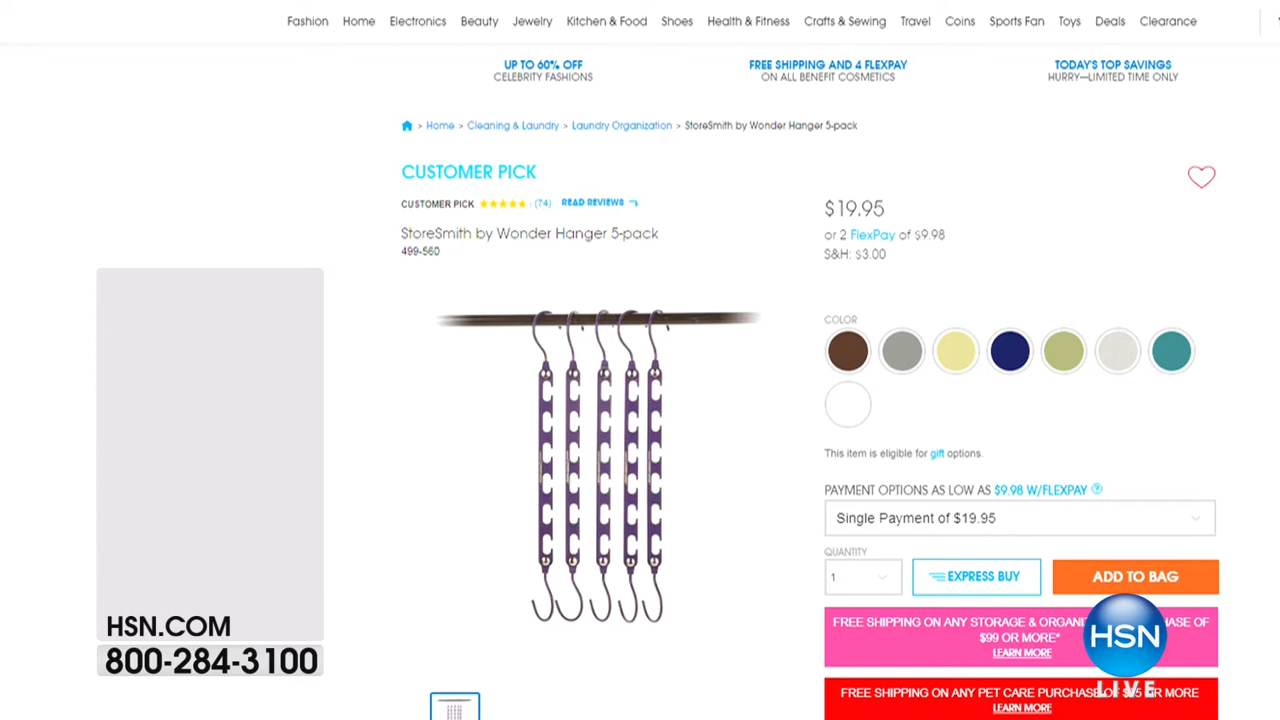 Fashion Home Electronics Beauty Jewelry Kitchen & Food Shoes Health & Fitness Crafts & Sewing Travel Coins Sports Fan Toys Deals Clearance
UP TO 60% OFF
CELEBRITY FASHIONS
FREE SHIPPING AND 4 FLEXPAY
ON ALL BENEFIT COSMETICS
TODAY'S TOP SAVINGS
HURRY—LIMITED TIME ONLY
> Home > Cleaning & Laundry > Laundry Organization > StoreSmith by Wonder Hanger 5-pack
CUSTOMER PICK
CUSTOMER PICK (74) READ REVIEWS
StoreSmith by Wonder Hanger 5-pack
499-560
$19.95
or 2 FlexPay of $9.98
S&H: $3.00
COLOR
This item is eligible for gift options.
PAYMENT OPTIONS AS LOW AS $9.98 W/FLEXPAY ?
Single Payment of $19.95
QUANTITY
1
EXPRESS BUY
ADD TO BAG
FREE SHIPPING ON ANY STORAGE & ORGANI HASE OF
$99 OR MORE*
LEARN MORE
FREE SHIPPING ON ANY PET CARE PURCHASE OF OR MORE
LEARN MORE
HSN.COM
800-284-3100
HSN
LIVE